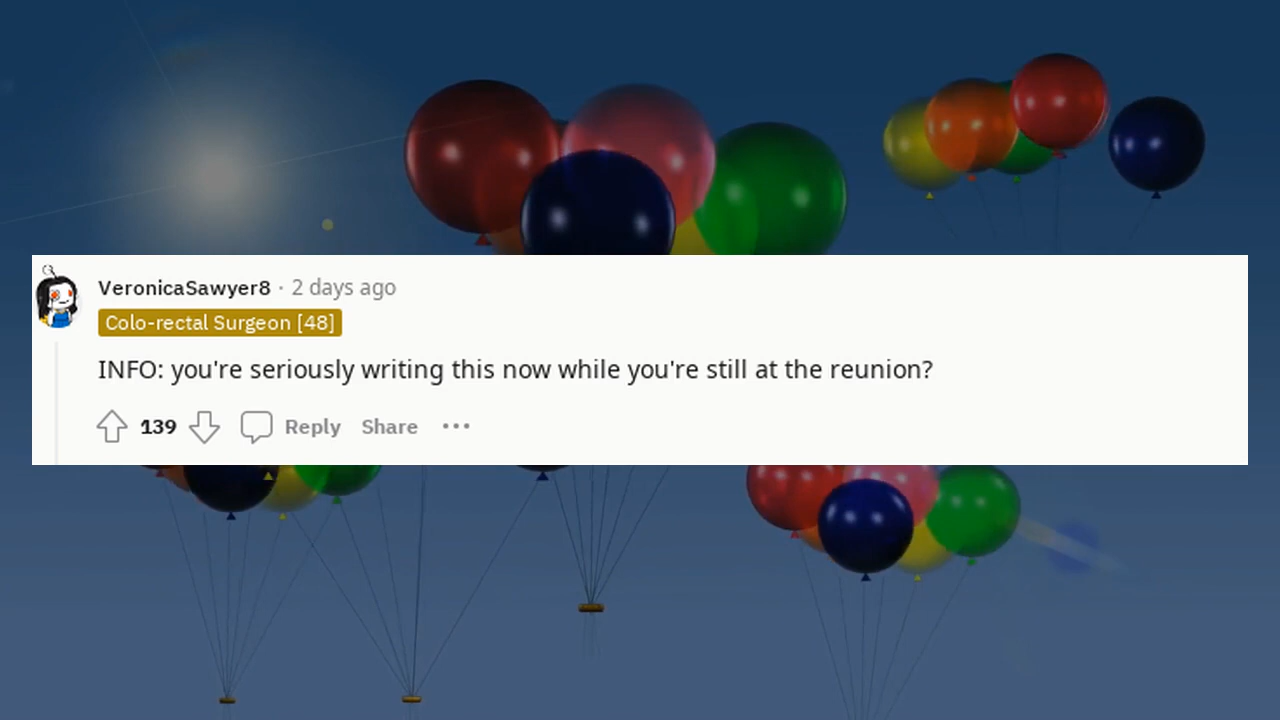 VeronicaSawyer8 · 2 days ago
Colo-rectal Surgeon [48]
INFO: you're seriously writing this now while you're still at the reunion?
139 Reply Share ···